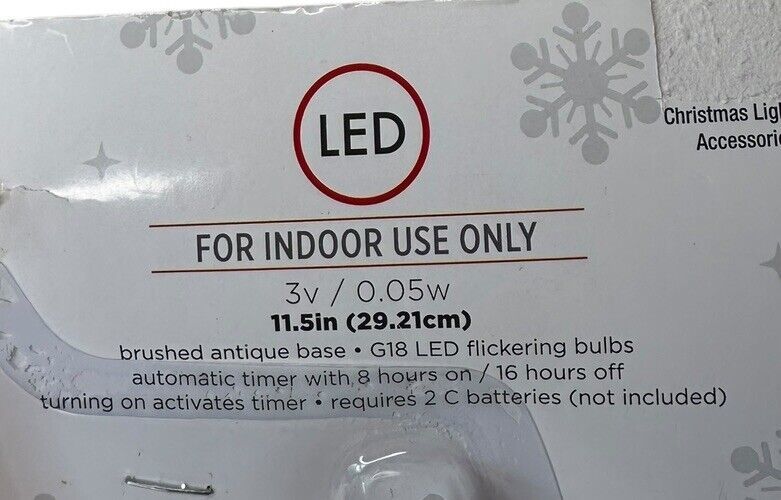 LED
Christmas
FOR INDOOR USE ONLY
3v / 0.05w
11.5in (29.21cm)
brushed antique base • G18 LED flickering bulbs
automatic timer with 8 hours on / 16 hours off
turning on activates timer • requires 2 C batteries (not included)